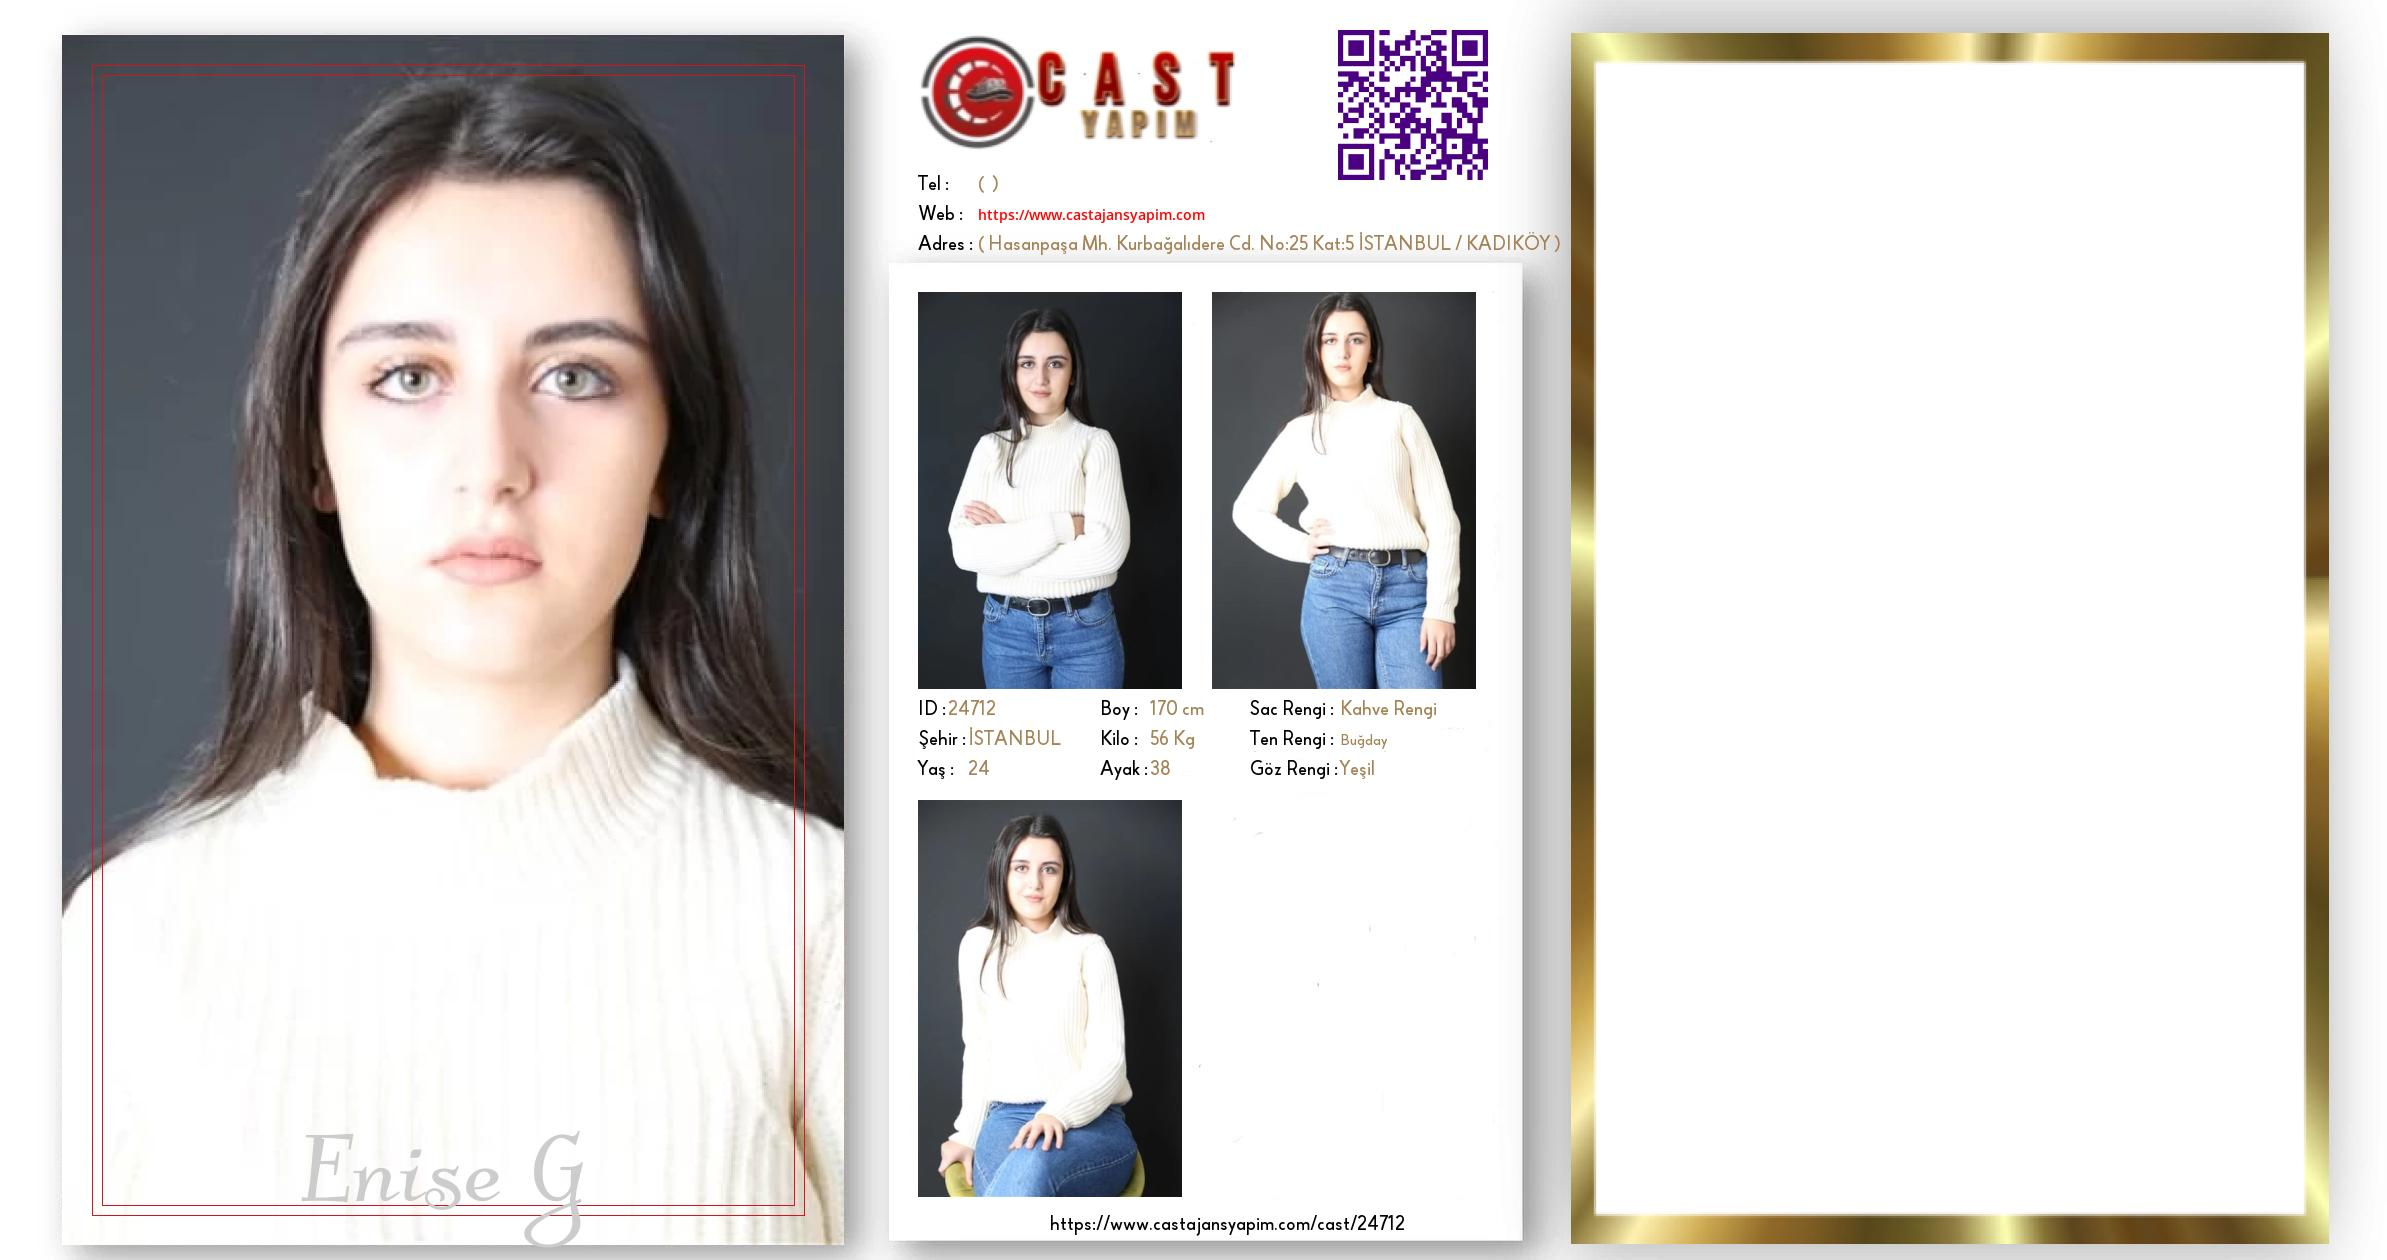 Enise G
CAST
YAPIM
Tel : ( )
Web : https://www.castajansyapim.com
Adres : ( Hasanpaşa Mh. Kurbağalıdere Cd. No:25 Kat:5 İSTANBUL / KADIKÖY )
ID : 24712 Boy : 170 cm Sac Rengi : Kahve Rengi
Şehir : İSTANBUL Kilo : 56 Kg Ten Rengi : Buğday
Yaş : 24 Ayak : 38 Göz Rengi : Yeşil
https://www.castajansyapim.com/cast/24712